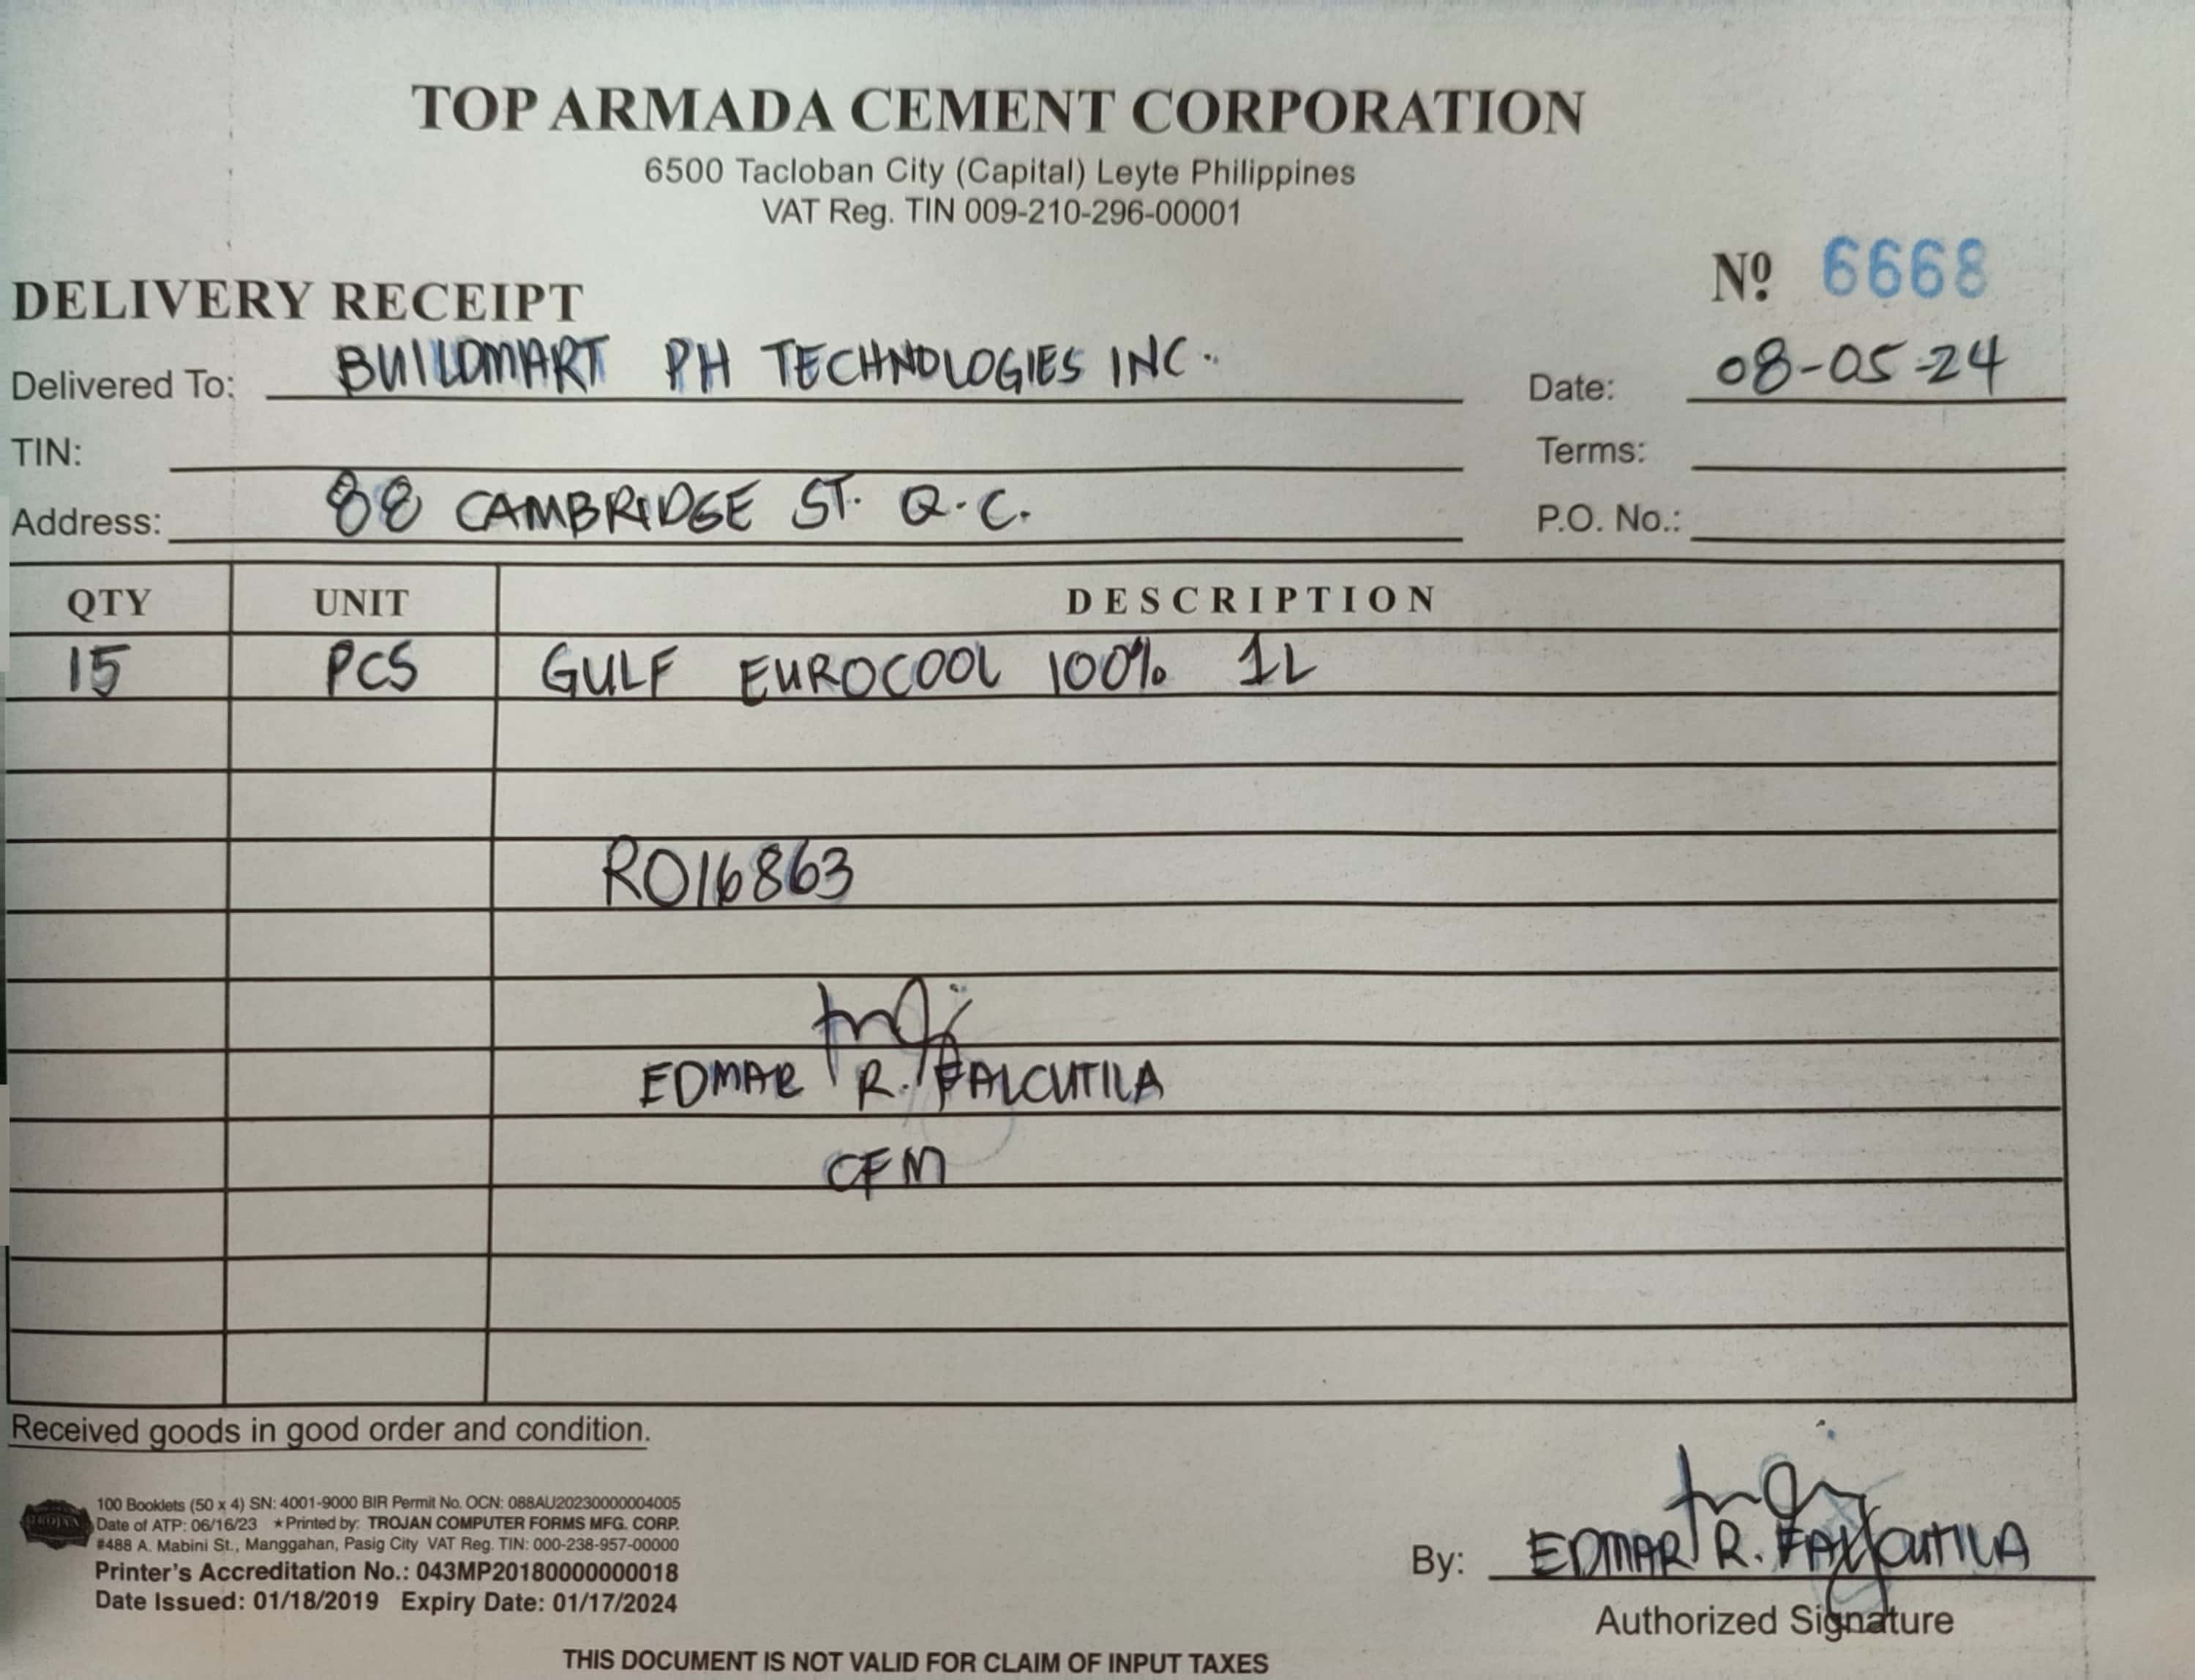 TOP ARMADA CEMENT CORPORATION
6500 Tacloban City (Capital) Leyte Philippines
VAT Reg. TIN 009-210-296-00001
Nº 6668
DELIVERY RECEIPT
Delivered To: BUILDMART PH TECHNOLOGIES INC. Date: 08-05-24
TIN: Terms:
Address: 88 CAMBRIDGE ST. Q.C. P.O. No.:
QTY UNIT DESCRIPTION
15 PCS GULF EUROCOOL 100% 1L
RO16863
EDMAR R. FALCUTILA
CFM
Received goods in good order and condition.
TROJAN
100 Booklets (50 x 4) SN: 4001-9000 BIR Permit No. OCN: 088AU20230000004005
Date of ATP: 06/16/23 ★Printed by: TROJAN COMPUTER FORMS MFG. CORP.
#488 A. Mabini St., Manggahan, Pasig City VAT Reg. TIN: 000-238-957-00000
Printer's Accreditation No.: 043MP20180000000018
Date Issued: 01/18/2019 Expiry Date: 01/17/2024
By: EDMAR R. FALCUTILA
Authorized Signature
THIS DOCUMENT IS NOT VALID FOR CLAIM OF INPUT TAXES